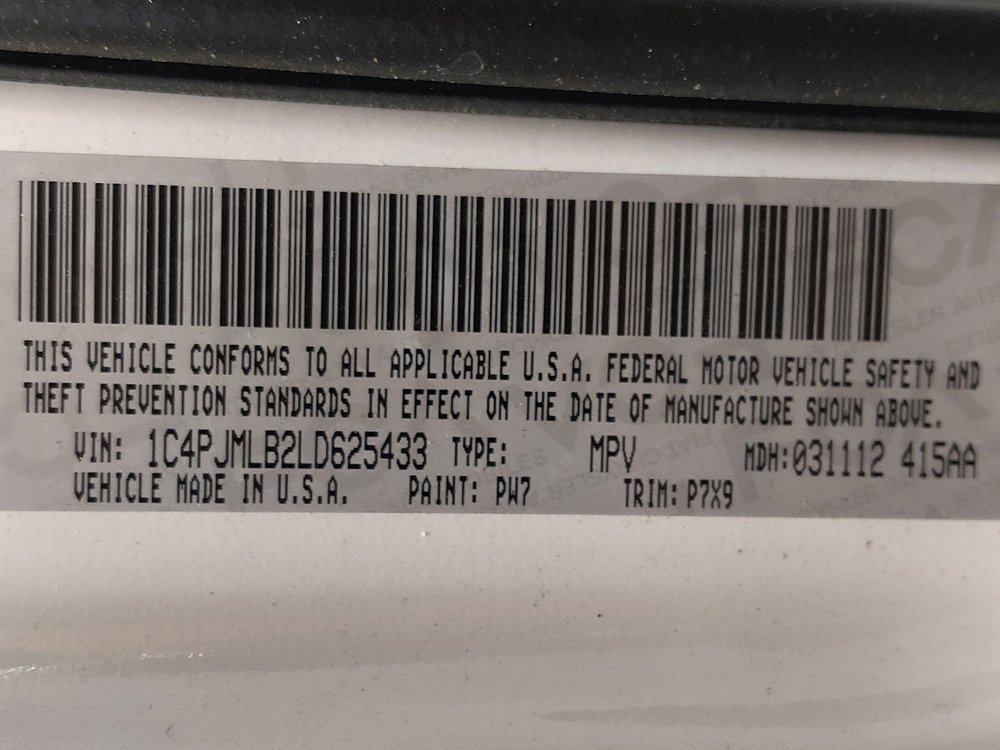 THIS VEHICLE CONFORMS TO ALL APPLICABLE U.S.A. FEDERAL MOTOR VEHICLE SAFETY AND
THEFT PREVENTION STANDARDS IN EFFECT ON THE DATE OF MANUFACTURE SHOWN ABOVE.
VIN: 1C4PJMLB2LD625433 TYPE: MPV MDH:031112 415AA
VEHICLE MADE IN U.S.A. PAINT: PW7 TRIM: P7X9